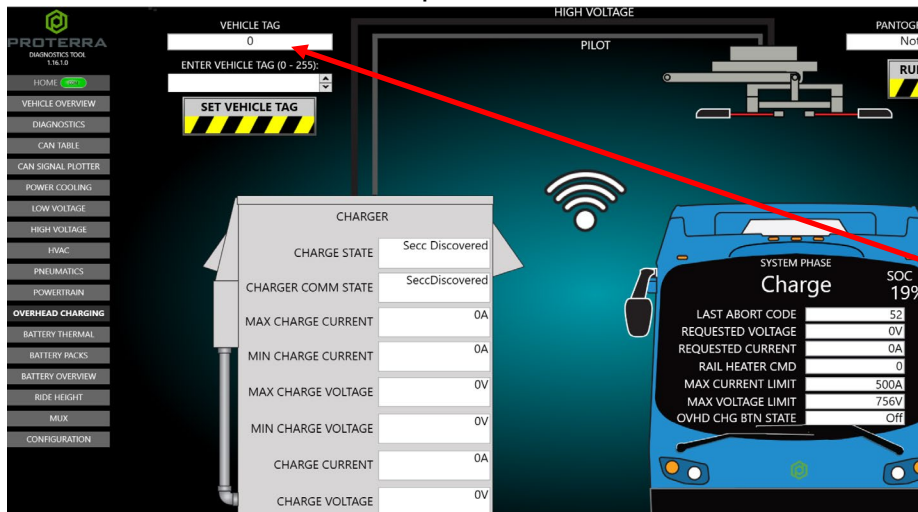 PROTERRA
DIAGNOSTICS TOOL
1.16.1.0
HOME
VEHICLE OVERVIEW
DIAGNOSTICS
CAN TABLE
CAN SIGNAL PLOTTER
POWER COOLING
LOW VOLTAGE
HIGH VOLTAGE
HVAC
PNEUMATICS
POWERTRAIN
OVERHEAD CHARGING
BATTERY THERMAL
BATTERY PACKS
BATTERY OVERVIEW
RIDE HEIGHT
MUX
CONFIGURATION
VEHICLE TAG
0
ENTER VEHICLE TAG (0 - 255):
SET VEHICLE TAG
HIGH VOLTAGE
PILOT
CHARGER
CHARGE STATE Secc Discovered
CHARGER COMM STATE SeccDiscovered
MAX CHARGE CURRENT 0A
MIN CHARGE CURRENT 0A
MAX CHARGE VOLTAGE 0V
MIN CHARGE VOLTAGE 0V
CHARGE CURRENT 0A
CHARGE VOLTAGE 0V
SYSTEM PHASE
Charge
SOC
19%
LAST ABORT CODE 52
REQUESTED VOLTAGE 0V
REQUESTED CURRENT 0A
RAIL HEATER CMD 0
MAX CURRENT LIMIT 500A
MAX VOLTAGE LIMIT 756V
OVHD CHG BTN STATE Off